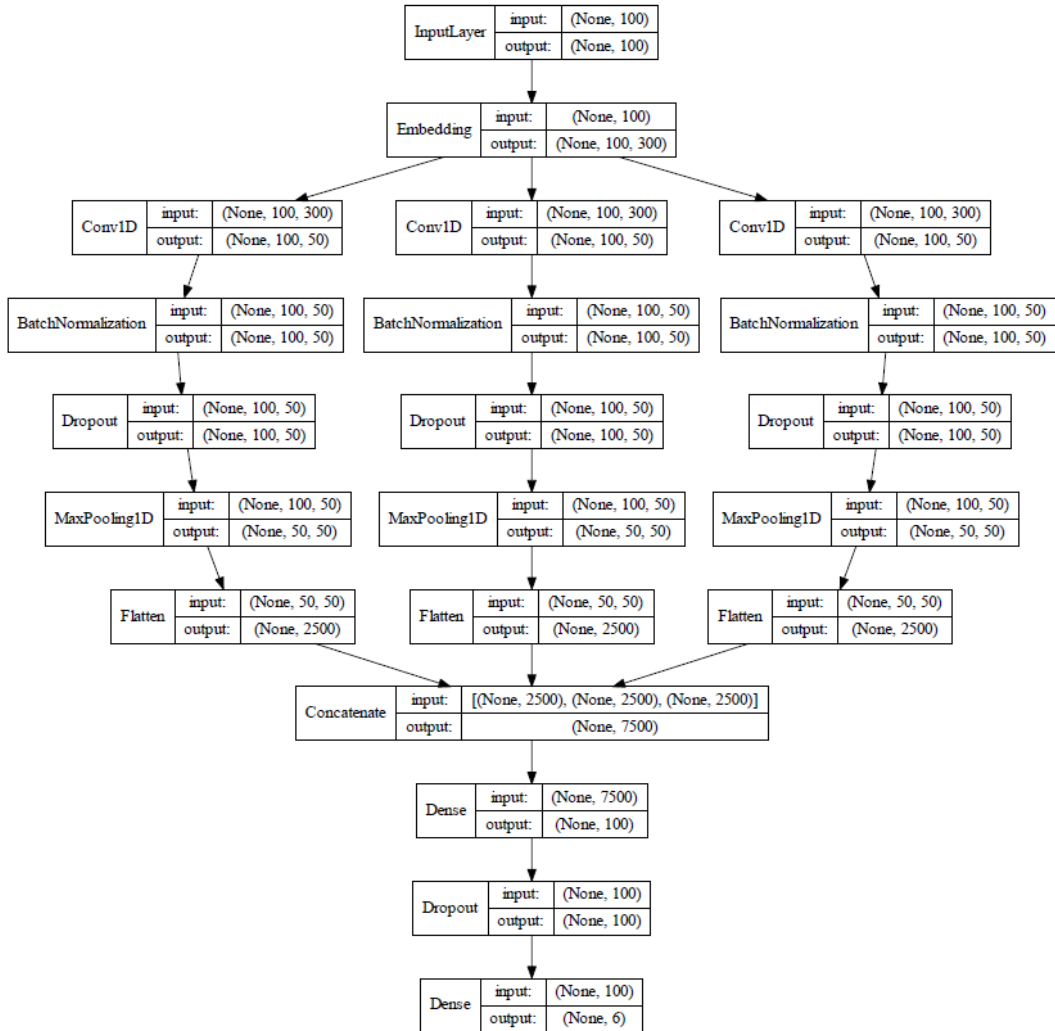 InputLayer input: (None, 100)
output: (None, 100)
Embedding input: (None, 100)
output: (None, 100, 300)
Conv1D input: (None, 100, 300)
output: (None, 100, 50)
Conv1D input: (None, 100, 300)
output: (None, 100, 50)
Conv1D input: (None, 100, 300)
output: (None, 100, 50)
BatchNormalization input: (None, 100, 50)
output: (None, 100, 50)
BatchNormalization input: (None, 100, 50)
output: (None, 100, 50)
BatchNormalization input: (None, 100, 50)
output: (None, 100, 50)
Dropout input: (None, 100, 50)
output: (None, 100, 50)
Dropout input: (None, 100, 50)
output: (None, 100, 50)
Dropout input: (None, 100, 50)
output: (None, 100, 50)
MaxPooling1D input: (None, 100, 50)
output: (None, 50, 50)
MaxPooling1D input: (None, 100, 50)
output: (None, 50, 50)
MaxPooling1D input: (None, 100, 50)
output: (None, 50, 50)
Flatten input: (None, 50, 50)
output: (None, 2500)
Flatten input: (None, 50, 50)
output: (None, 2500)
Flatten input: (None, 50, 50)
output: (None, 2500)
Concatenate input: [(None, 2500), (None, 2500), (None, 2500)]
output: (None, 7500)
Dense input: (None, 7500)
output: (None, 100)
Dropout input: (None, 100)
output: (None, 100)
Dense input: (None, 100)
output: (None, 6)